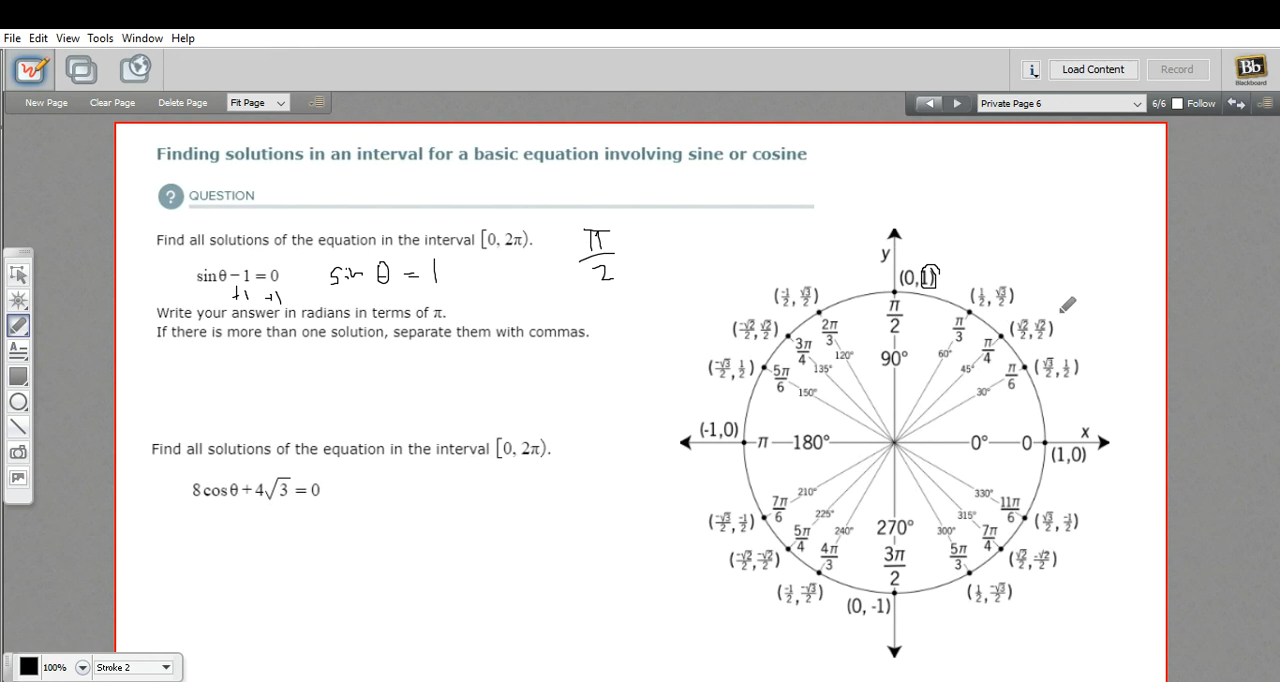 File Edit View Tools Window Help
i Load Content Record Bb Blackboard
New Page Clear Page Delete Page Fit Page Private Page 6 6/6 Follow
Finding solutions in an interval for a basic equation involving sine or cosine
? QUESTION
Find all solutions of the equation in the interval [0, 2π).
π/2
sinθ − 1 = 0 sin θ = 1
+1 +1
Write your answer in radians in terms of π.
If there is more than one solution, separate them with commas.
Find all solutions of the equation in the interval [0, 2π).
8 cosθ + 4√3 = 0
y
(0, 1)
(-1/2, √3/2) (1/2, √3/2)
(-√2/2, √2/2) 2π/3 π/2 π/3 (√2/2, √2/2)
3π/4 120° 90° 60° π/4
(-√3/2, 1/2) 5π/6 135° 45° π/6 (√3/2, 1/2)
150° 30°
(-1,0) π 180° 0° 0 x
(1,0)
210° 330°
(-√3/2, -1/2) 7π/6 225° 270° 315° 11π/6 (√3/2, -1/2)
5π/4 240° 300° 7π/4
(-√2/2, -√2/2) 4π/3 3π/2 5π/3 (√2/2, -√2/2)
(-1/2, -√3/2) (0, -1) (1/2, -√3/2)
100% Stroke 2